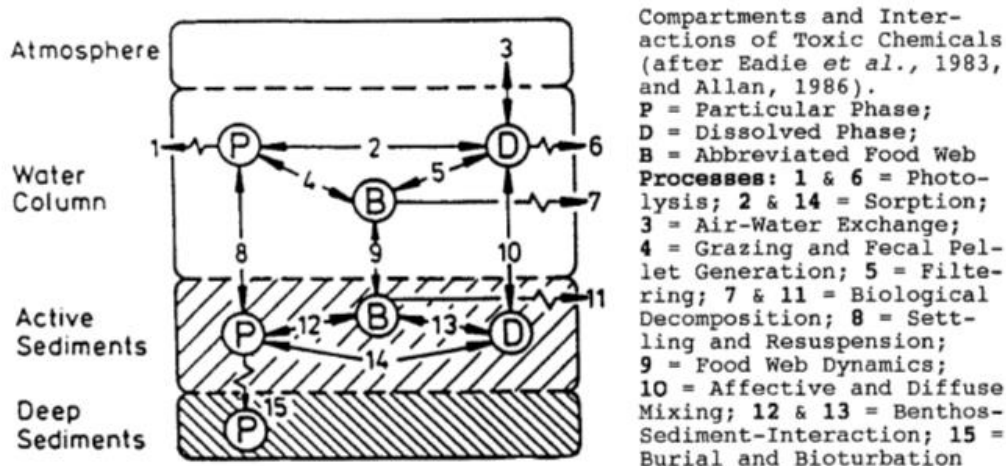 Atmosphere
Water
Column
Active
Sediments
Deep
Sediments
3
1
P
2
D
6
4
5
B
7
8
9
10
B
11
P
12
13
D
14
15
P
Compartments and Inter-
actions of Toxic Chemicals
(after Eadie et al., 1983,
and Allan, 1986).
P = Particular Phase;
D = Dissolved Phase;
B = Abbreviated Food Web
Processes: 1 & 6 = Photo-
lysis; 2 & 14 = Sorption;
3 = Air-Water Exchange;
4 = Grazing and Fecal Pel-
let Generation; 5 = Filte-
ring; 7 & 11 = Biological
Decomposition; 8 = Sett-
ling and Resuspension;
9 = Food Web Dynamics;
10 = Affective and Diffuse
Mixing; 12 & 13 = Benthos-
Sediment-Interaction; 15 =
Burial and Bioturbation